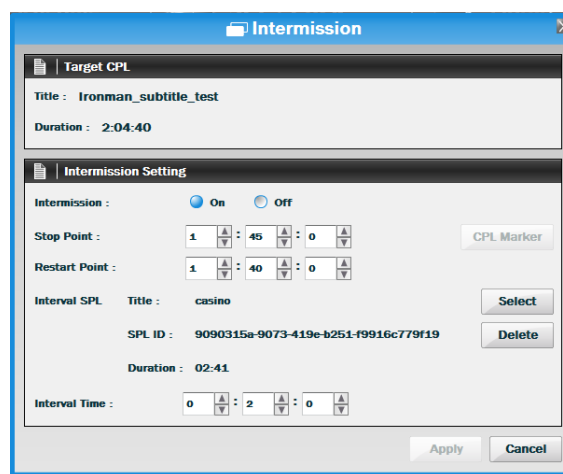 Intermission
Target CPL
Title : Ironman_subtitle_test
Duration : 2:04:40
Intermission Setting
Intermission : On Off
Stop Point : 1 : 45 : 0 CPL Marker
Restart Point : 1 : 40 : 0
Interval SPL Title : casino Select
SPL ID : 9090315a-9073-419e-b251-f9916c779f19 Delete
Duration : 02:41
Interval Time : 0 : 2 : 0
Apply Cancel